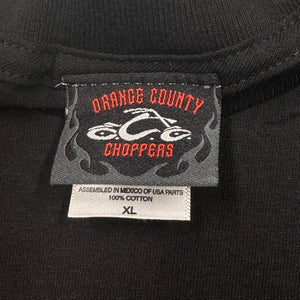 ORANGE COUNTY
CHOPPERS
ASSEMBLED IN MEXICO OF USA PARTS
100% COTTON
XL